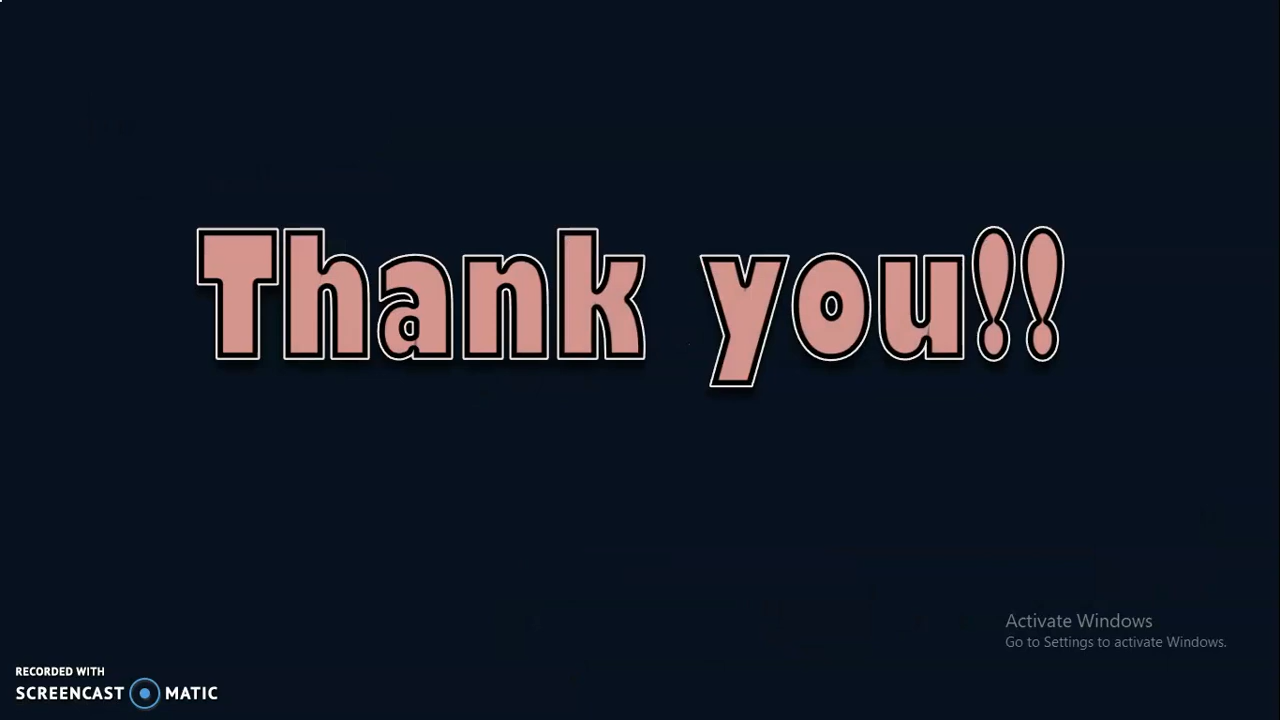 Thank you!!
Activate Windows
Go to Settings to activate Windows.
RECORDED WITH
SCREENCAST MATIC